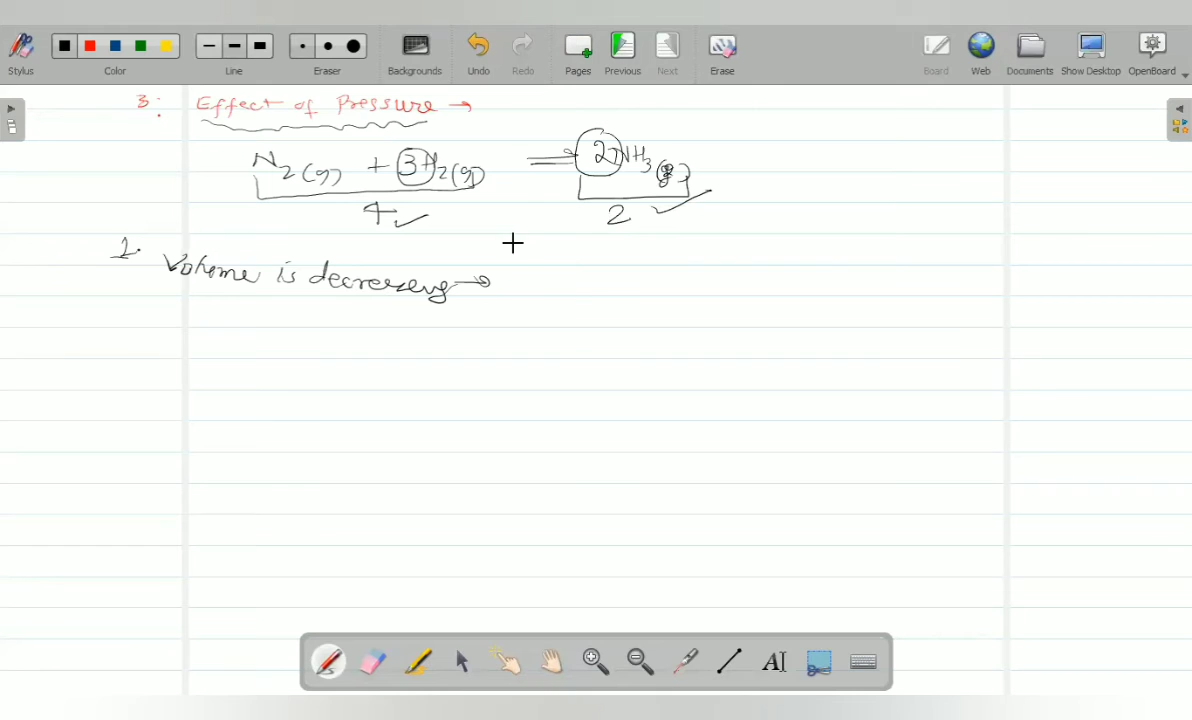 Stylus Color Line Eraser Backgrounds Undo Redo Pages Previous Next Erase Board Web Documents Show Desktop OpenBoard
3: Effect of Pressure →
N2(g) + 3H2(g) ⇒ 2NH3(g)
4 ✓ 2 ✓
1. Volume is decreasing →
AI